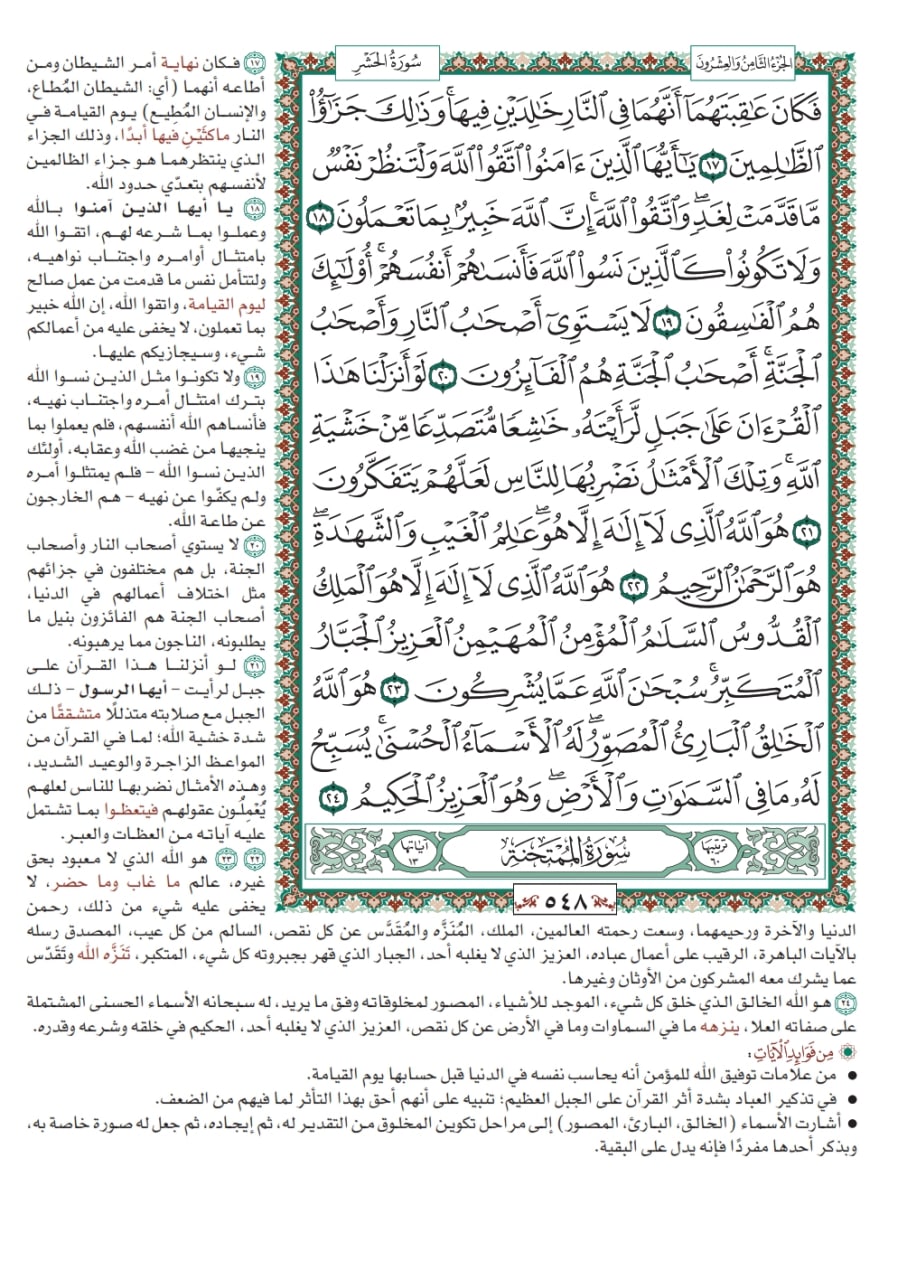 الجزء الثامن والعشرون
سورة الحشر
فَكَانَ عَٰقِبَتَهُمَآ أَنَّهُمَا فِي ٱلنَّارِ خَٰلِدَيۡنِ فِيهَاۚ وَذَٰلِكَ جَزَٰٓؤُاْ
ٱلظَّٰلِمِينَ ١٧ يَٰٓأَيُّهَا ٱلَّذِينَ ءَامَنُواْ ٱتَّقُواْ ٱللَّهَ وَلۡتَنظُرۡ نَفۡسٞ
مَّا قَدَّمَتۡ لِغَدٖۖ وَٱتَّقُواْ ٱللَّهَۚ إِنَّ ٱللَّهَ خَبِيرُۢ بِمَا تَعۡمَلُونَ ١٨
وَلَا تَكُونُواْ كَٱلَّذِينَ نَسُواْ ٱللَّهَ فَأَنسَىٰهُمۡ أَنفُسَهُمۡۚ أُوْلَٰٓئِكَ
هُمُ ٱلۡفَٰسِقُونَ ١٩ لَا يَسۡتَوِيٓ أَصۡحَٰبُ ٱلنَّارِ وَأَصۡحَٰبُ
ٱلۡجَنَّةِۚ أَصۡحَٰبُ ٱلۡجَنَّةِ هُمُ ٱلۡفَآئِزُونَ ٢٠ لَوۡ أَنزَلۡنَا هَٰذَا
ٱلۡقُرۡءَانَ عَلَىٰ جَبَلٖ لَّرَأَيۡتَهُۥ خَٰشِعٗا مُّتَصَدِّعٗا مِّنۡ خَشۡيَةِ
ٱللَّهِۚ وَتِلۡكَ ٱلۡأَمۡثَٰلُ نَضۡرِبُهَا لِلنَّاسِ لَعَلَّهُمۡ يَتَفَكَّرُونَ
٢١ هُوَ ٱللَّهُ ٱلَّذِي لَآ إِلَٰهَ إِلَّا هُوَۖ عَٰلِمُ ٱلۡغَيۡبِ وَٱلشَّهَٰدَةِۖ
هُوَ ٱلرَّحۡمَٰنُ ٱلرَّحِيمُ ٢٢ هُوَ ٱللَّهُ ٱلَّذِي لَآ إِلَٰهَ إِلَّا هُوَ ٱلۡمَلِكُ
ٱلۡقُدُّوسُ ٱلسَّلَٰمُ ٱلۡمُؤۡمِنُ ٱلۡمُهَيۡمِنُ ٱلۡعَزِيزُ ٱلۡجَبَّارُ
ٱلۡمُتَكَبِّرُۚ سُبۡحَٰنَ ٱللَّهِ عَمَّا يُشۡرِكُونَ ٢٣ هُوَ ٱللَّهُ
ٱلۡخَٰلِقُ ٱلۡبَارِئُ ٱلۡمُصَوِّرُۖ لَهُ ٱلۡأَسۡمَآءُ ٱلۡحُسۡنَىٰۚ يُسَبِّحُ
لَهُۥ مَا فِي ٱلسَّمَٰوَٰتِ وَٱلۡأَرۡضِۖ وَهُوَ ٱلۡعَزِيزُ ٱلۡحَكِيمُ ٢٤
ترتيبها ٦٠ سورة الممتحنة آياتها ١٣
٥٤٨
١٧ فكان نهاية أمر الشيطان ومن
أطاعه أنهما (أي: الشيطان المُطاع،
والإنسان المُطِيع) يوم القيامة في
النار ماكثَيْنِ فيها أبدًا، وذلك الجزاء
الذي ينتظرهما هو جزاء الظالمين
لأنفسهم بتعدّي حدود الله.
١٨ يا أيها الذين آمنوا بالله
وعملوا بما شرعه لهم، اتقوا الله
بامتثال أوامره واجتناب نواهيه،
ولتتأمل نفس ما قدمت من عمل صالح
ليوم القيامة، واتقوا الله، إن الله خبير
بما تعملون، لا يخفى عليه من أعمالكم
شيء، وسيجازيكم عليها.
١٩ ولا تكونوا مثل الذين نسوا الله
بترك امتثال أمره واجتناب نهيه،
فأنساهم الله أنفسهم، فلم يعملوا بما
ينجيها من غضب الله وعقابه، أولئك
الذين نسوا الله – فلم يمتثلوا أمره
ولم يكفّوا عن نهيه – هم الخارجون
عن طاعة الله.
٢٠ لا يستوي أصحاب النار وأصحاب
الجنة، بل هم مختلفون في جزائهم
مثل اختلاف أعمالهم في الدنيا،
أصحاب الجنة هم الفائزون بنيل ما
يطلبونه، الناجون مما يرهبونه.
٢١ لو أنزلنا هذا القرآن على
جبل لرأيت – أيها الرسول – ذلك
الجبل مع صلابته متذللًا متشققًا من
شدة خشية الله؛ لما في القرآن من
المواعظ الزاجرة والوعيد الشديد،
وهذه الأمثال نضربها للناس لعلهم
يُعْمِلُون عقولهم فيتعظوا بما تشتمل
عليه آياته من العظات والعبر.
٢٢ ٢٣ هو الله الذي لا معبود بحق
غيره، عالم ما غاب وما حضر، لا
يخفى عليه شيء من ذلك، رحمن
الدنيا والآخرة ورحيمهما، وسعت رحمته العالمين، الملك، المُنَزَّه والمُقَدَّس عن كل نقص، السالم من كل عيب، المصدق رسله
بالآيات الباهرة، الرقيب على أعمال عباده، العزيز الذي لا يغلبه أحد، الجبار الذي قهر بجبروته كل شيء، المتكبر، تَنَزَّه الله وتَقَدَّس
عما يشرك معه المشركون من الأوثان وغيرها.
٢٤ هو الله الخالق الذي خلق كل شيء، الموجد للأشياء، المصور لمخلوقاته وفق ما يريد، له سبحانه الأسماء الحسنى المشتملة
على صفاته العلا، ينزهه ما في السماوات وما في الأرض عن كل نقص، العزيز الذي لا يغلبه أحد، الحكيم في خلقه وشرعه وقدره.
من فوائد الآيات:
● من علامات توفيق الله للمؤمن أنه يحاسب نفسه في الدنيا قبل حسابها يوم القيامة.
● في تذكير العباد بشدة أثر القرآن على الجبل العظيم؛ تنبيه على أنهم أحق بهذا التأثر لما فيهم من الضعف.
● أشارت الأسماء (الخالق، البارئ، المصور) إلى مراحل تكوين المخلوق من التقدير له، ثم إيجاده، ثم جعل له صورة خاصة به،
وبذكر أحدها مفردًا فإنه يدل على البقية.